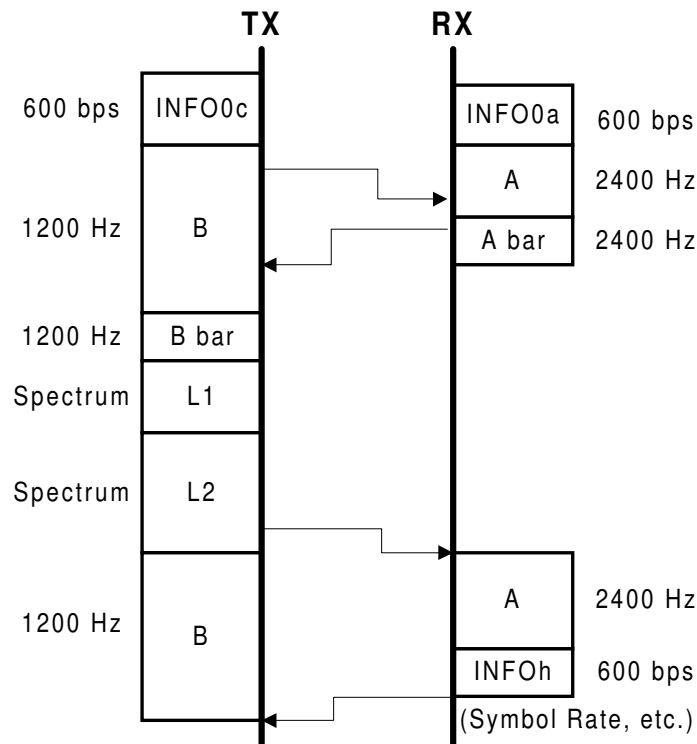 TX RX
600 bps INFO0c INFO0a 600 bps
A 2400 Hz
1200 Hz B A bar 2400 Hz
1200 Hz B bar
Spectrum L1
Spectrum L2
1200 Hz B A 2400 Hz
INFOh 600 bps
(Symbol Rate, etc.)